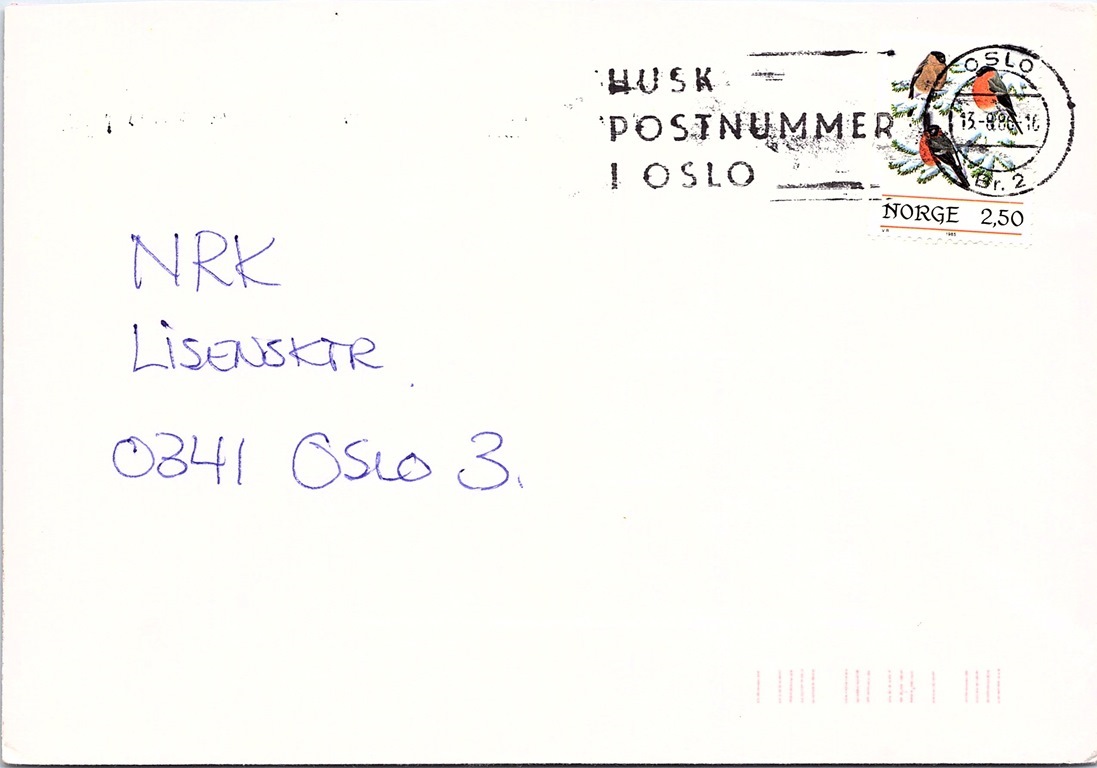 HUSK
POSTNUMMER
I OSLO
OSLO
Br. 2
NORGE 2,50
NRK
LISENSKTR
0341 OSLO 3.